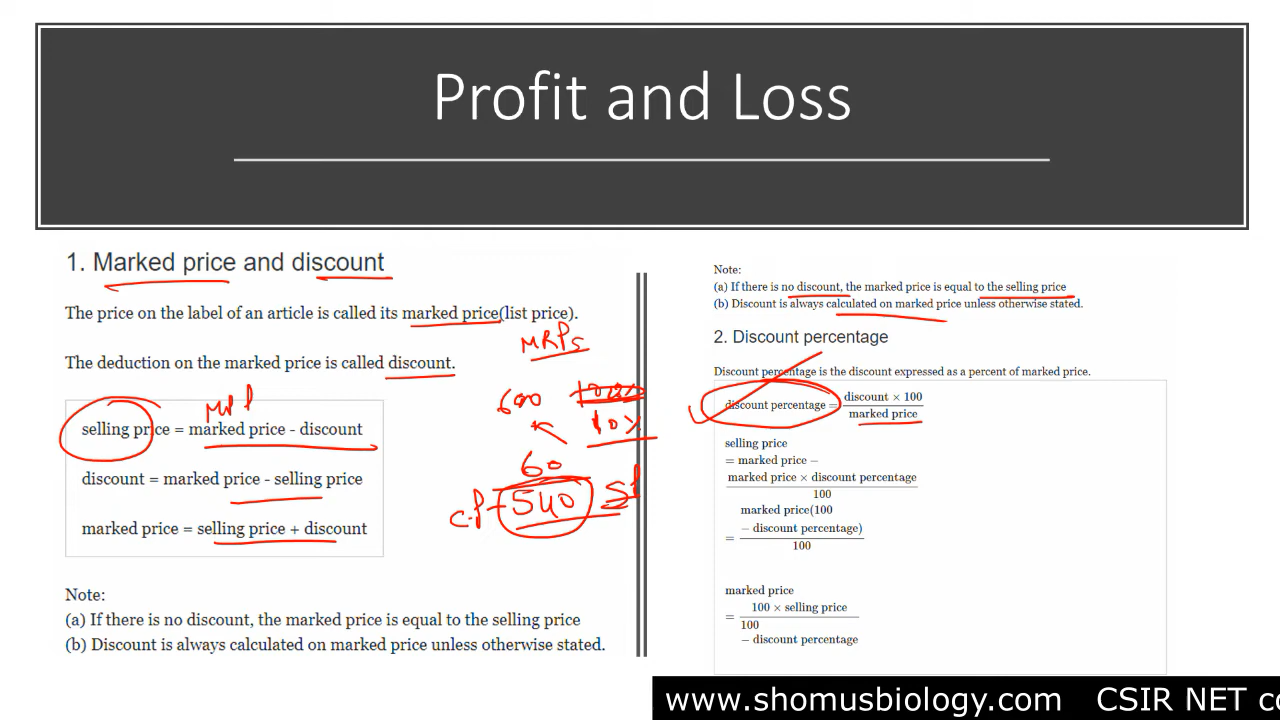 Profit and Loss
1. Marked price and discount
The price on the label of an article is called its marked price(list price).
The deduction on the marked price is called discount.
MRP
selling price = marked price - discount
discount = marked price - selling price
marked price = selling price + discount
Note:
(a) If there is no discount, the marked price is equal to the selling price
(b) Discount is always calculated on marked price unless otherwise stated.
MRPs
600
10%
60
C.P - 540 SP
Note:
(a) If there is no discount, the marked price is equal to the selling price
(b) Discount is always calculated on marked price unless otherwise stated.
2. Discount percentage
Discount percentage is the discount expressed as a percent of marked price.
discount percentage = discount × 100
marked price
selling price
= marked price −
marked price × discount percentage
100
marked price(100
− discount percentage)
=
100
marked price
100 × selling price
=
100
− discount percentage
www.shomusbiology.com CSIR NET co